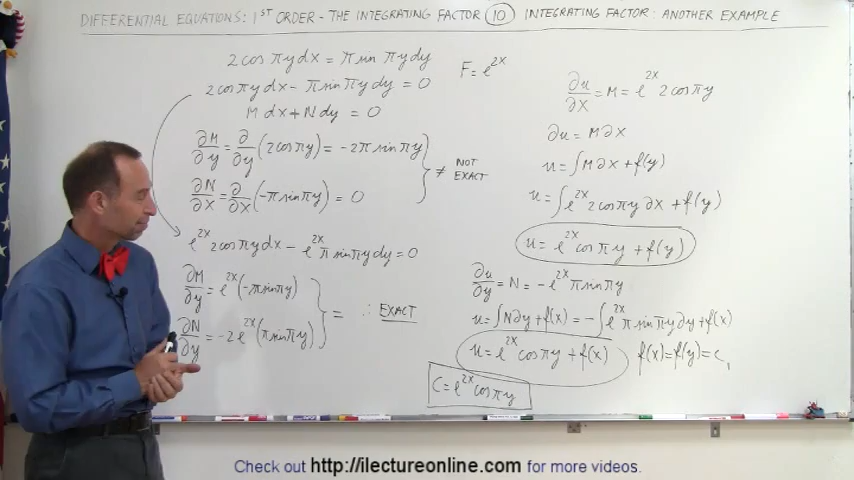 DIFFERENTIAL EQUATIONS: 1ST ORDER - THE INTEGRATING FACTOR (10) INTEGRATING FACTOR: ANOTHER EXAMPLE
2cos πy dx = π sin πy dy
2cos πy dx - π sin πy dy = 0
M dx + N dy = 0
∂M/∂y = ∂/∂y (2cos πy) = -2π sin πy
∂N/∂x = ∂/∂x (-π sin πy) = 0
≠ NOT EXACT
e^2x 2cos πy dx - e^2x π sin πy dy = 0
∂M/∂y = e^2x (-π sin πy)
∂N/∂y = -2e^2x (π sin πy)
= ∴ EXACT
F = e^2x
∂u/∂x = M = e^2x 2cos πy
∂u = M ∂x
u = ∫M ∂x + f(y)
u = ∫e^2x 2cos πy ∂x + f(y)
u = e^2x cos πy + f(y)
∂u/∂y = N = -e^2x π sin πy
u = ∫N ∂y + f(x) = -∫e^2x π sin πy ∂y + f(x)
u = e^2x cos πy + f(x) f(x) = f(y) = C₁
C = e^2x cos πy
Check out http://ilectureonline.com for more videos.